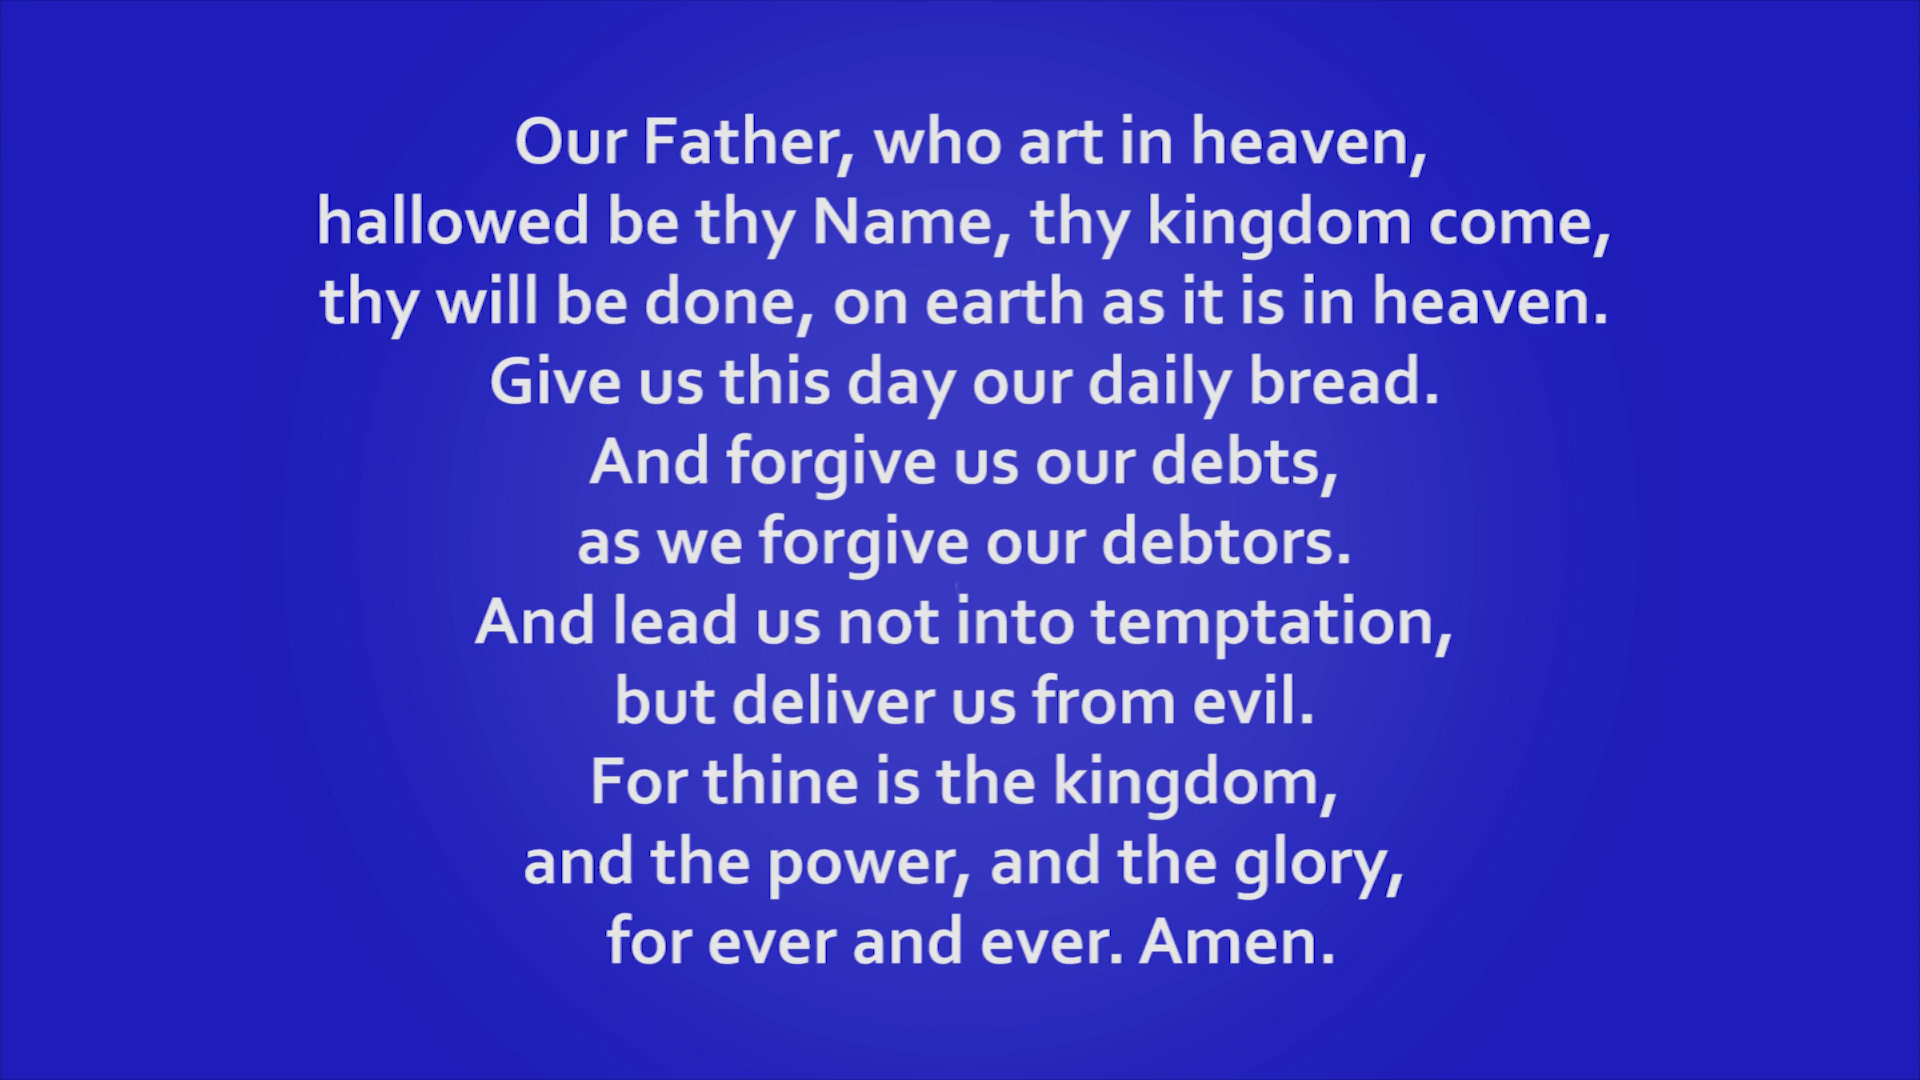 Our Father, who art in heaven,
hallowed be thy Name, thy kingdom come,
thy will be done, on earth as it is in heaven.
Give us this day our daily bread.
And forgive us our debts,
as we forgive our debtors.
And lead us not into temptation,
but deliver us from evil.
For thine is the kingdom,
and the power, and the glory,
for ever and ever. Amen.